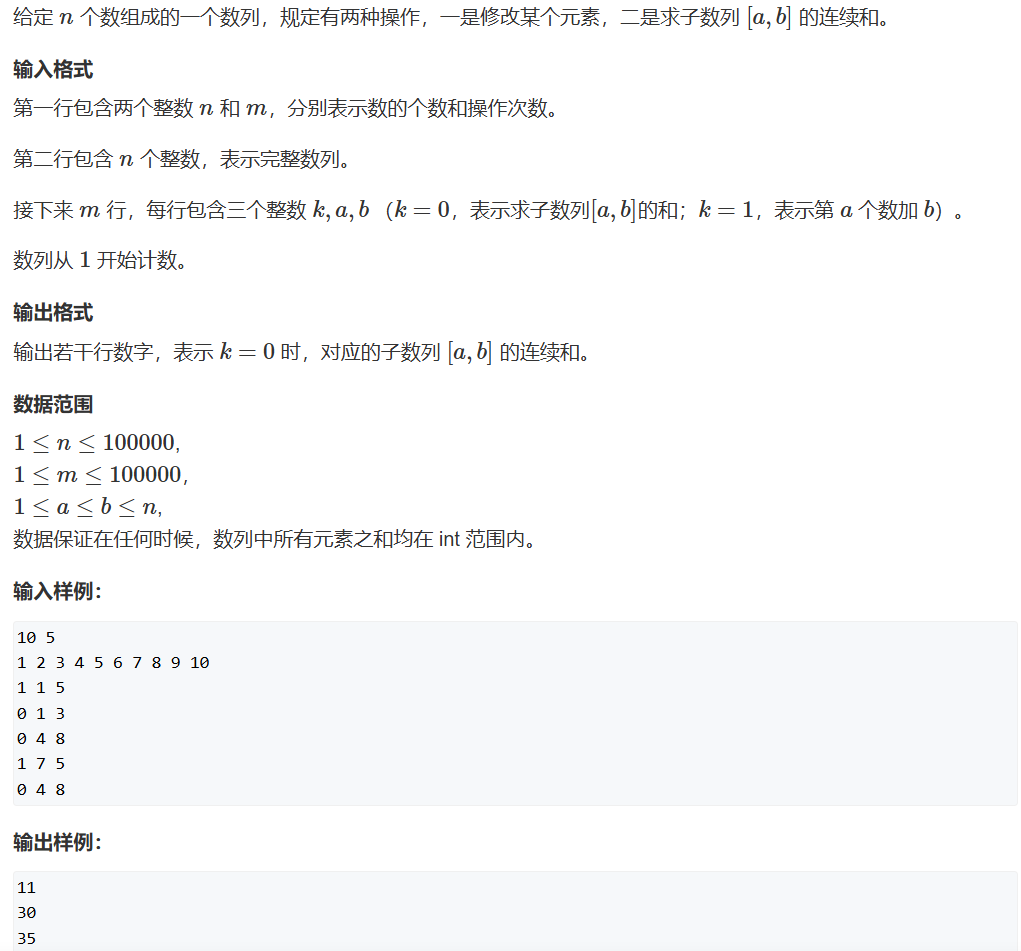 给定 n 个数组成的一个数列，规定有两种操作，一是修改某个元素，二是求子数列 [a, b] 的连续和。
输入格式
第一行包含两个整数 n 和 m，分别表示数的个数和操作次数。
第二行包含 n 个整数，表示完整数列。
接下来 m 行，每行包含三个整数 k, a, b （k = 0，表示求子数列[a, b]的和；k = 1，表示第 a 个数加 b）。
数列从 1 开始计数。
输出格式
输出若干行数字，表示 k = 0 时，对应的子数列 [a, b] 的连续和。
数据范围
1 ≤ n ≤ 100000,
1 ≤ m ≤ 100000，
1 ≤ a ≤ b ≤ n,
数据保证在任何时候，数列中所有元素之和均在 int 范围内。
输入样例：
10 5
1 2 3 4 5 6 7 8 9 10
1 1 5
0 1 3
0 4 8
1 7 5
0 4 8
输出样例：
11
30
35